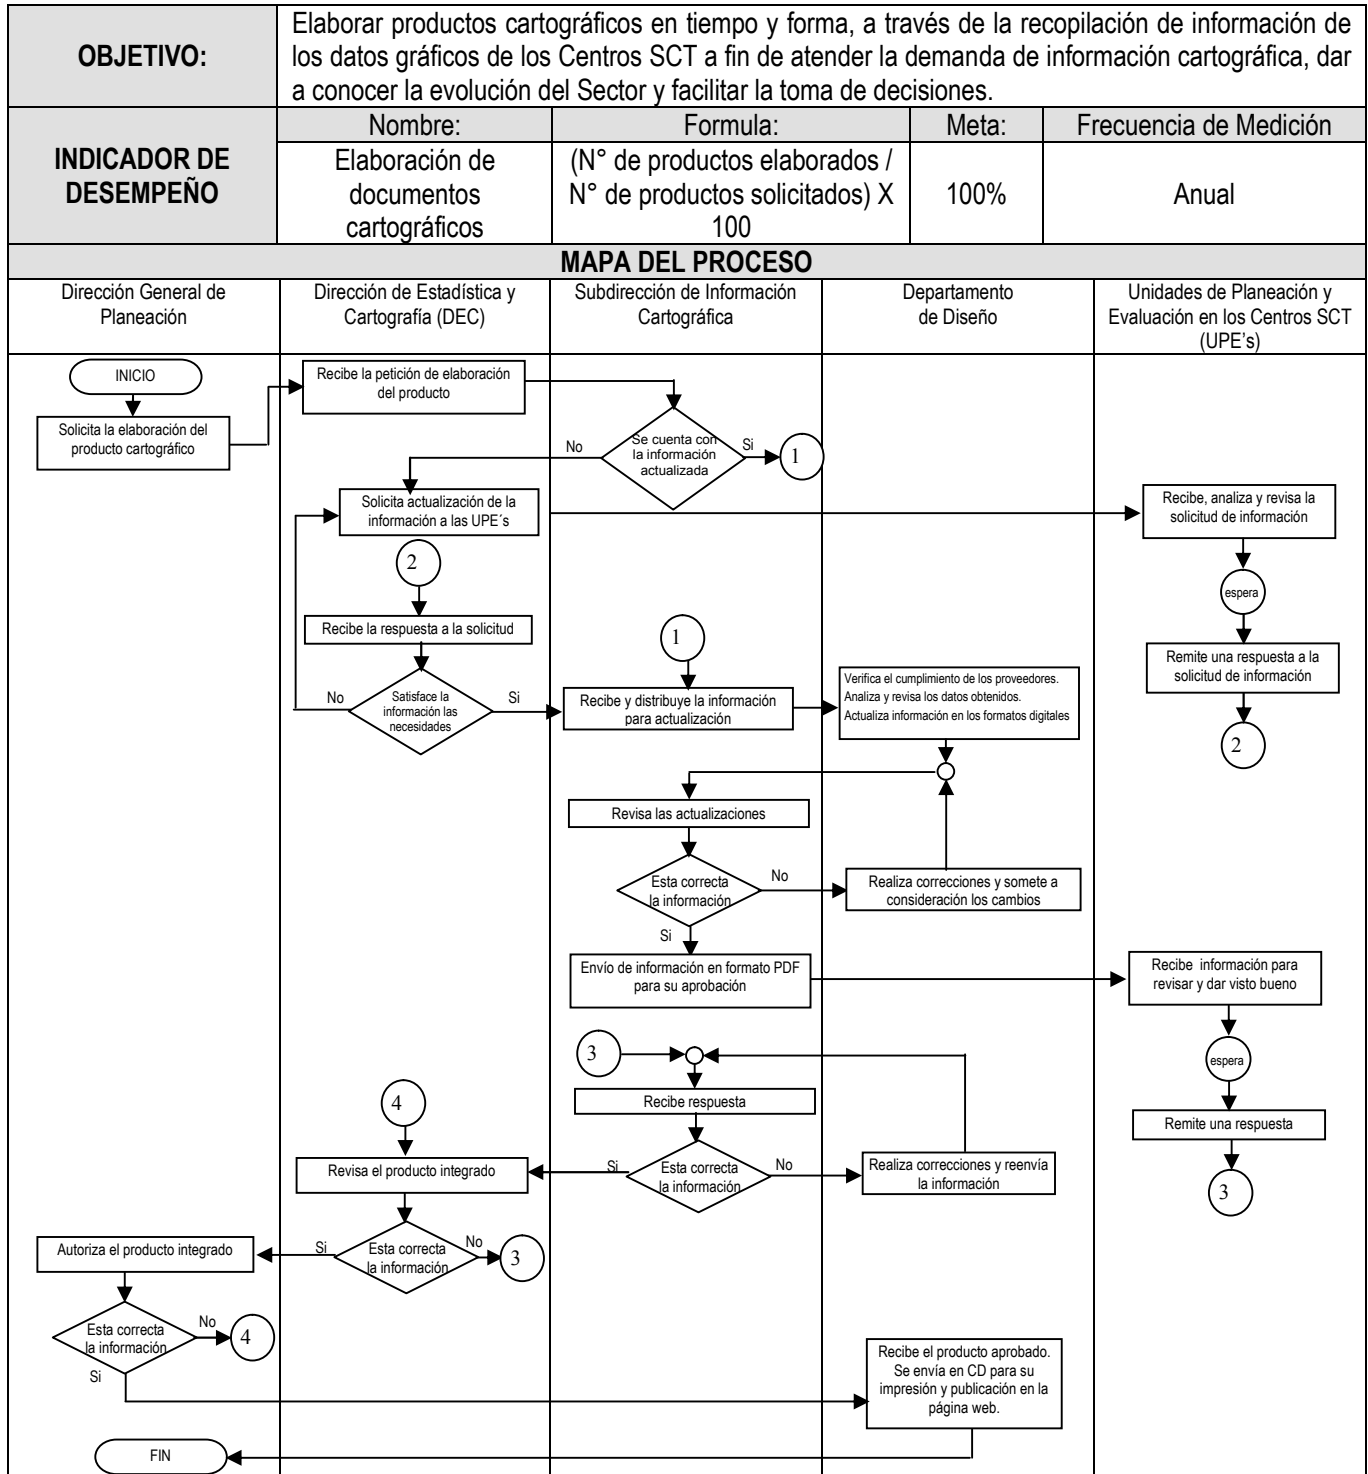 OBJETIVO:
Elaborar productos cartográficos en tiempo y forma, a través de la recopilación de información de
los datos gráficos de los Centros SCT a fin de atender la demanda de información cartográfica, dar
a conocer la evolución del Sector y facilitar la toma de decisiones.
INDICADOR DE
DESEMPEÑO
Nombre:
Formula:
Meta:
Frecuencia de Medición
Elaboración de
documentos
cartográficos
(N° de productos elaborados /
N° de productos solicitados) X
100
100%
Anual
MAPA DEL PROCESO
Dirección General de
Planeación
Dirección de Estadística y
Cartografía (DEC)
Subdirección de Información
Cartográfica
Departamento
de Diseño
Unidades de Planeación y
Evaluación en los Centros SCT
(UPE's)
INICIO
Solicita la elaboración del
producto cartográfico
Recibe la petición de elaboración
del producto
Se cuenta con
la información
actualizada
No
Si
1
Solicita actualización de la
información a las UPE´s
Recibe, analiza y revisa la
solicitud de información
espera
Remite una respuesta a la
solicitud de información
2
2
Recibe la respuesta a la solicitud
Satisface la
información las
necesidades
No
Si
1
Recibe y distribuye la información
para actualización
Verifica el cumplimiento de los proveedores.
Analiza y revisa los datos obtenidos.
Actualiza información en los formatos digitales
Revisa las actualizaciones
Esta correcta
la información
No
Si
Realiza correcciones y somete a
consideración los cambios
Envío de información en formato PDF
para su aprobación
Recibe información para
revisar y dar visto bueno
espera
Remite una respuesta
3
3
Recibe respuesta
Esta correcta
la información
Si
No
Realiza correcciones y reenvía
la información
4
Revisa el producto integrado
Esta correcta
la información
Si
No
3
Autoriza el producto integrado
Esta correcta
la información
No
4
Si
Recibe el producto aprobado.
Se envía en CD para su
impresión y publicación en la
página web.
FIN